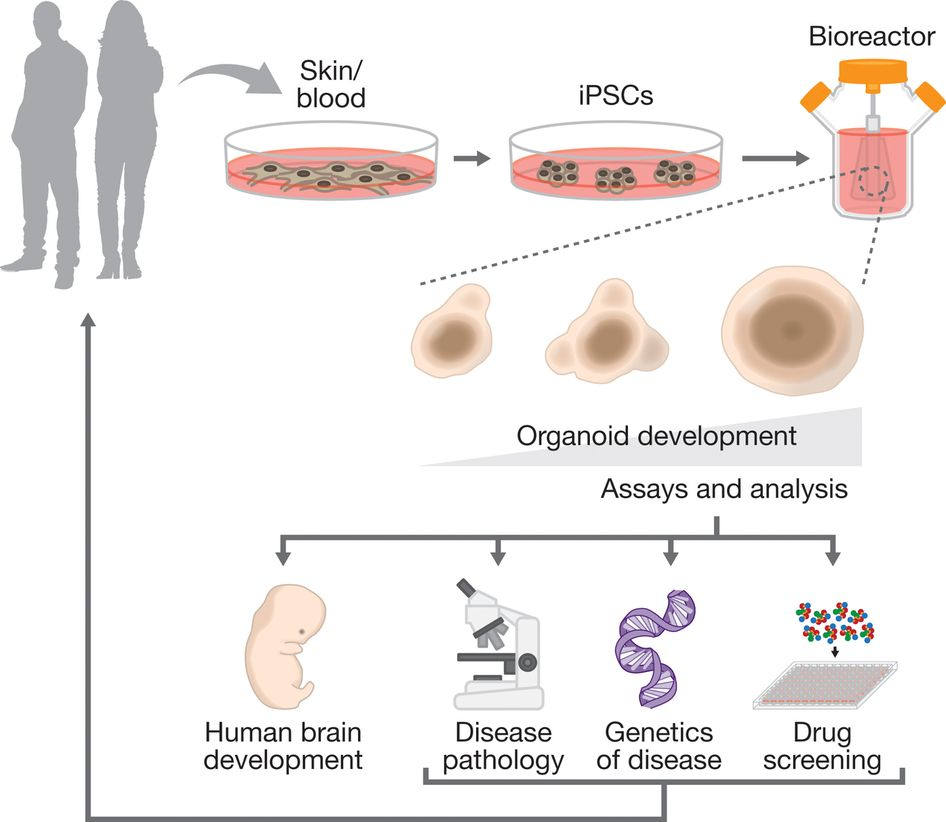 Bioreactor
Skin/
blood
iPSCs
Organoid development
Assays and analysis
Human brain
development
Disease
pathology
Genetics
of disease
Drug
screening